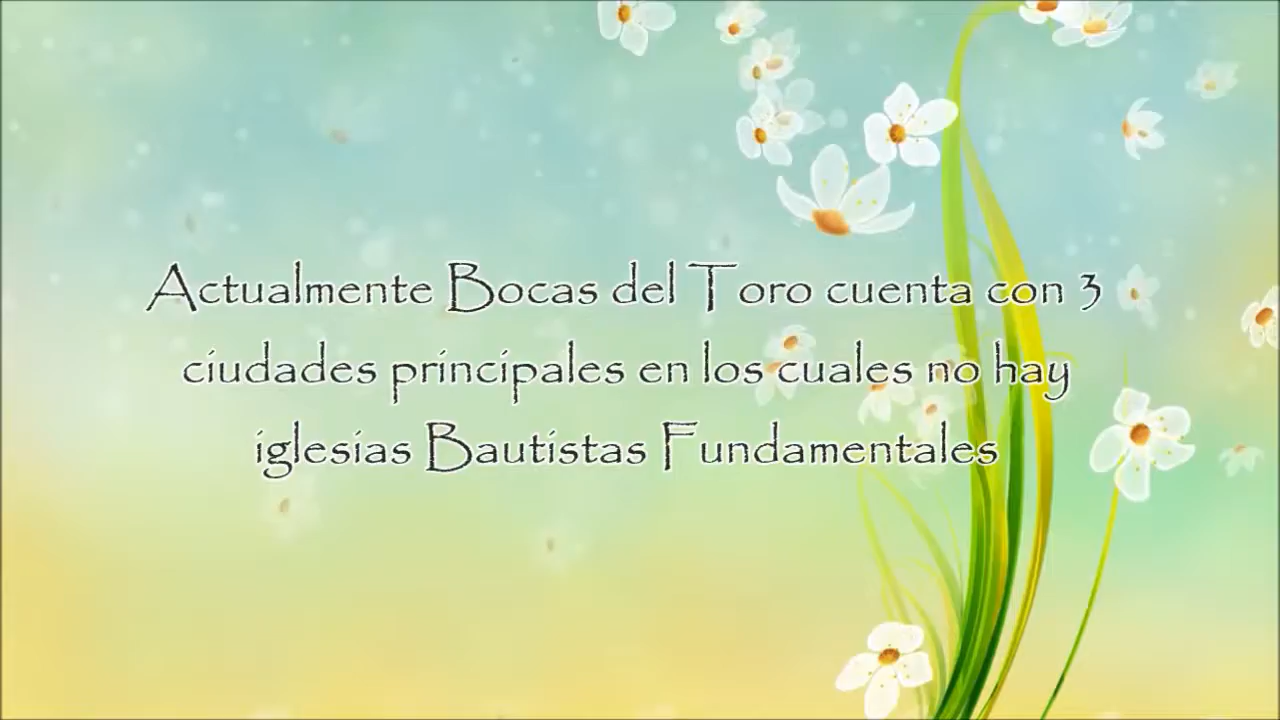 Actualmente Bocas del Toro cuenta con 3
ciudades principales en los cuales no hay
iglesias Bautistas Fundamentales